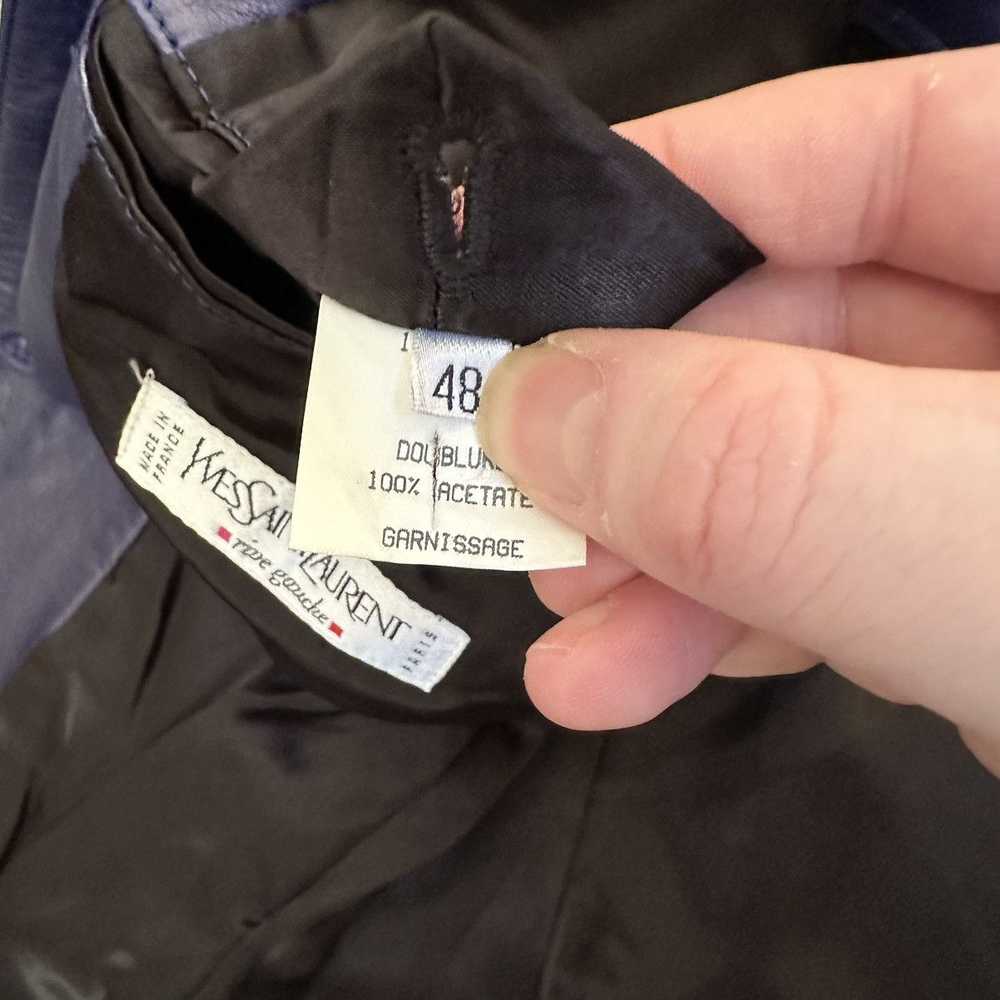 MADE IN
FRANCE
YVES SAINT LAURENT
rive gauche
PARIS
48
DOUBLURE
100% ACETATE
GARNISSAGE